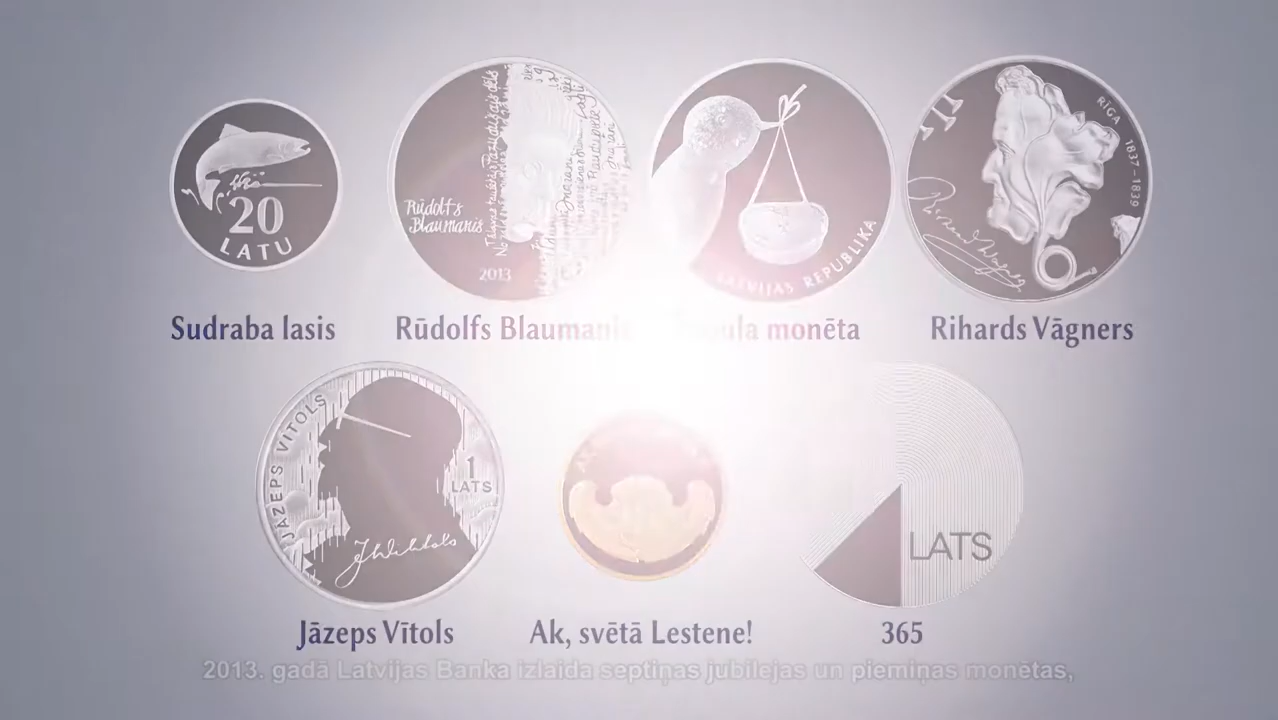 20
LATU
Rūdolfs
Blaumanis
2013
LATVIJAS REPUBLIKA
RĪGA 1837-1839
Sudraba lasis
Rūdolfs Blaumanis
monēta
Rihards Vāgners
JĀZEPS VĪTOLS
1
LATS
LATS
Jāzeps Vītols
Ak, svētā Lestene!
365
2013. gadā Latvijas Banka izlaida septiņas jubilejas un piemiņas monētas,